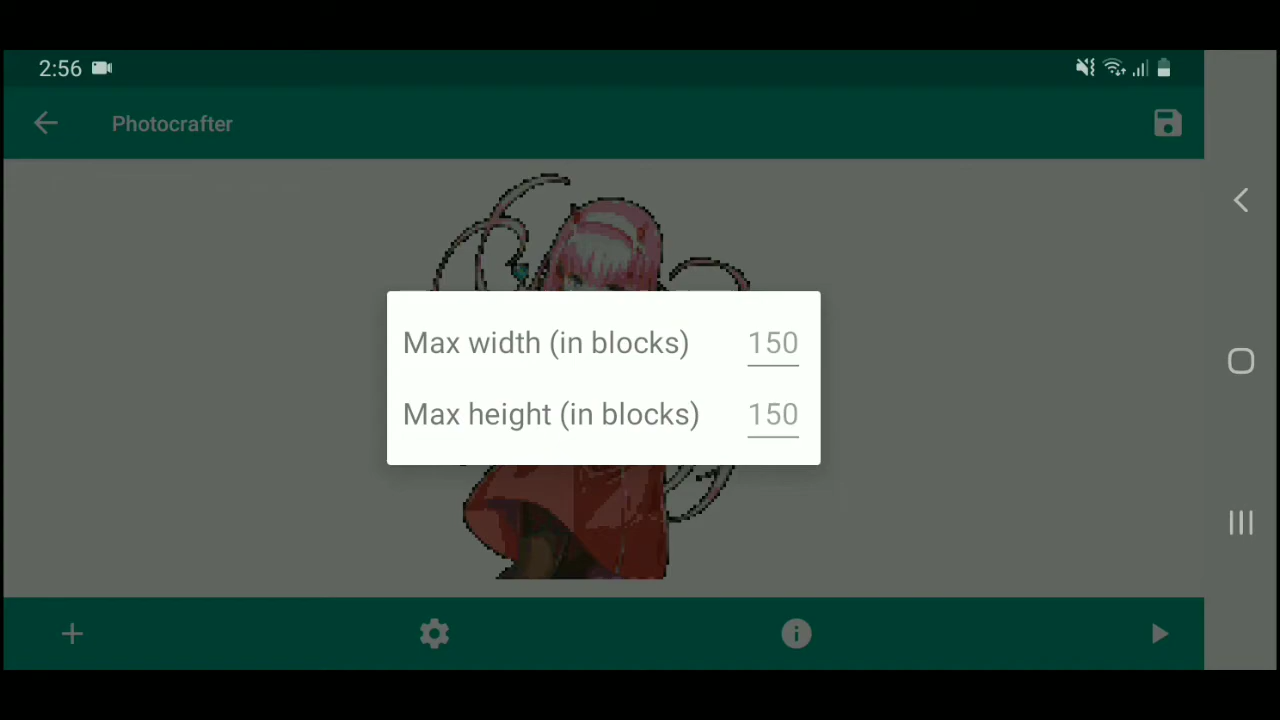 2:56
Photocrafter
Max width (in blocks) 150
Max height (in blocks) 150